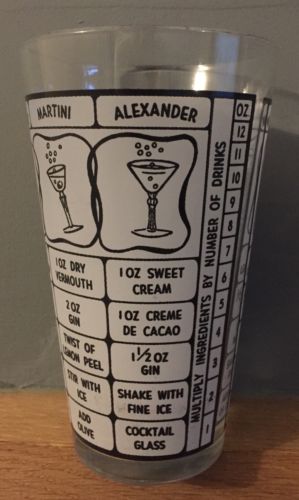 MARTINI
1 OZ DRY
VERMOUTH
2 OZ
GIN
TWIST OF
LEMON PEEL
STIR WITH
ICE
ADD
OLIVE
ALEXANDER
1 OZ SWEET
CREAM
1 OZ CREME
DE CACAO
1 1/2 OZ
GIN
SHAKE WITH
FINE ICE
COCKTAIL
GLASS
MULTIPLY INGREDIENTS BY NUMBER OF DRINKS
OZ.
12
11
10
9
8
7
6
5
4
3
2
1